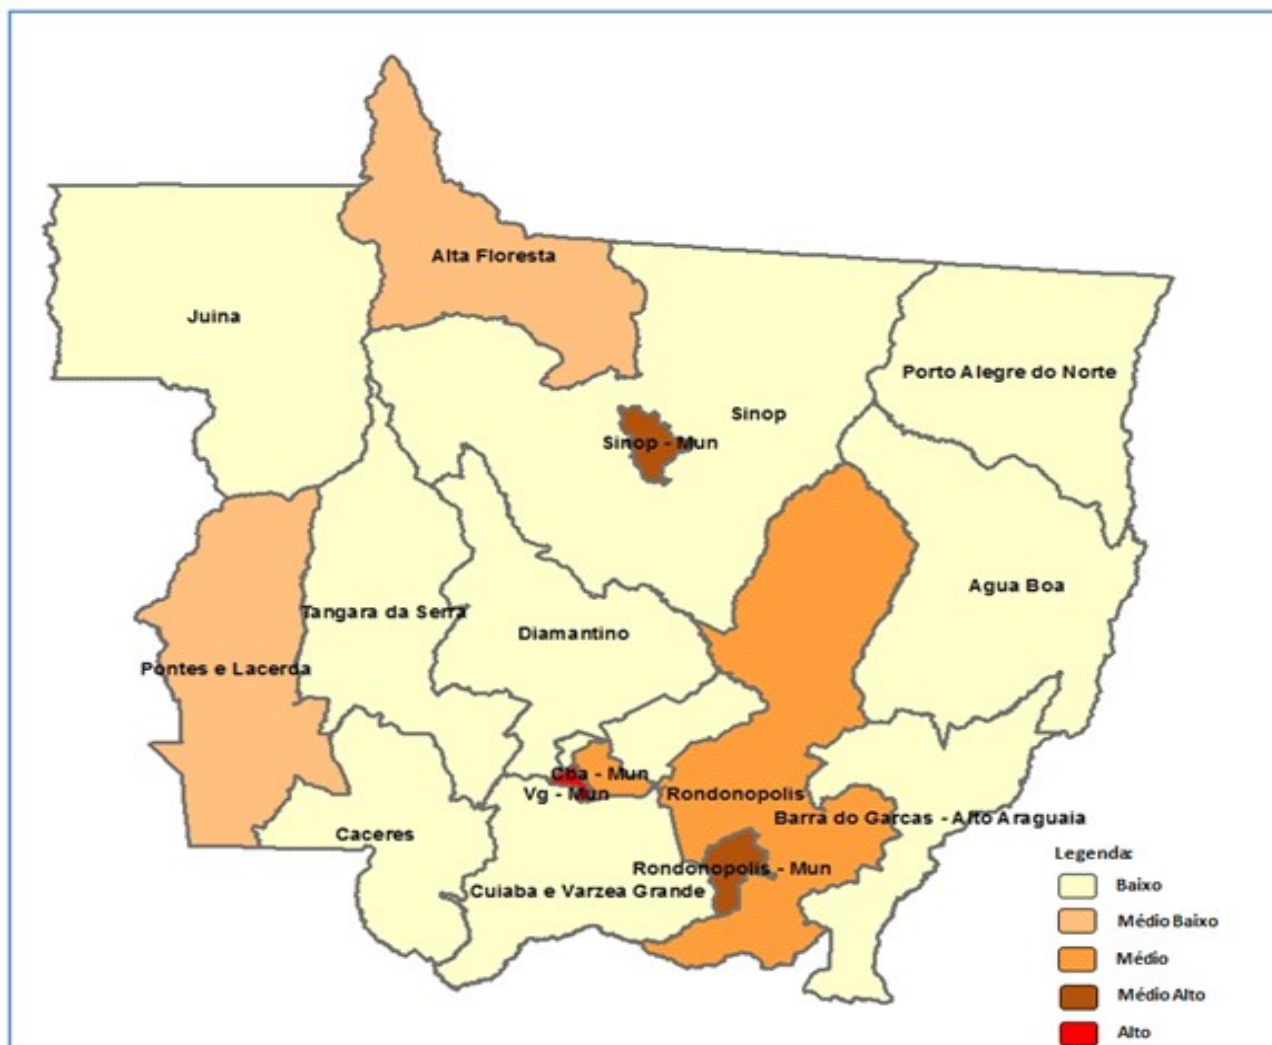 Alta Floresta
Juina
Porto Alegre do Norte
Sinop
Sinop - Mun
Agua Boa
Tangara da Serra
Diamantino
Pontes e Lacerda
Cba - Mun
Vg - Mun
Rondonopolis
Barra do Garcas - Alto Araguaia
Caceres
Rondonopolis - Mun
Cuiaba e Varzea Grande
Legenda:
Baixo
Médio Baixo
Médio
Médio Alto
Alto